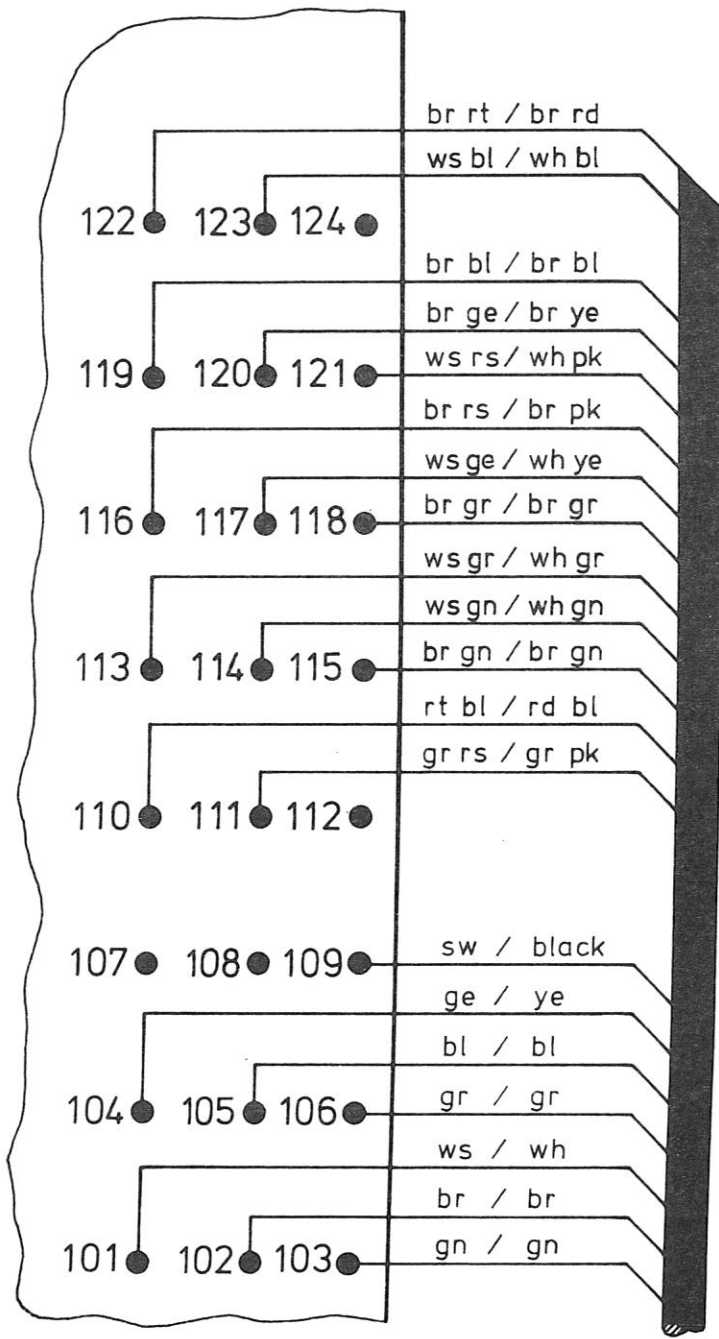 br rt / br rd
ws bl / wh bl
122 123 124
br bl / br bl
br ge / br ye
119 120 121 ws rs / wh pk
br rs / br pk
ws ge / wh ye
116 117 118 br gr / br gr
ws gr / wh gr
ws gn / wh gn
113 114 115 br gn / br gn
rt bl / rd bl
gr rs / gr pk
110 111 112
107 108 109 sw / black
ge / ye
bl / bl
104 105 106 gr / gr
ws / wh
br / br
101 102 103 gn / gn